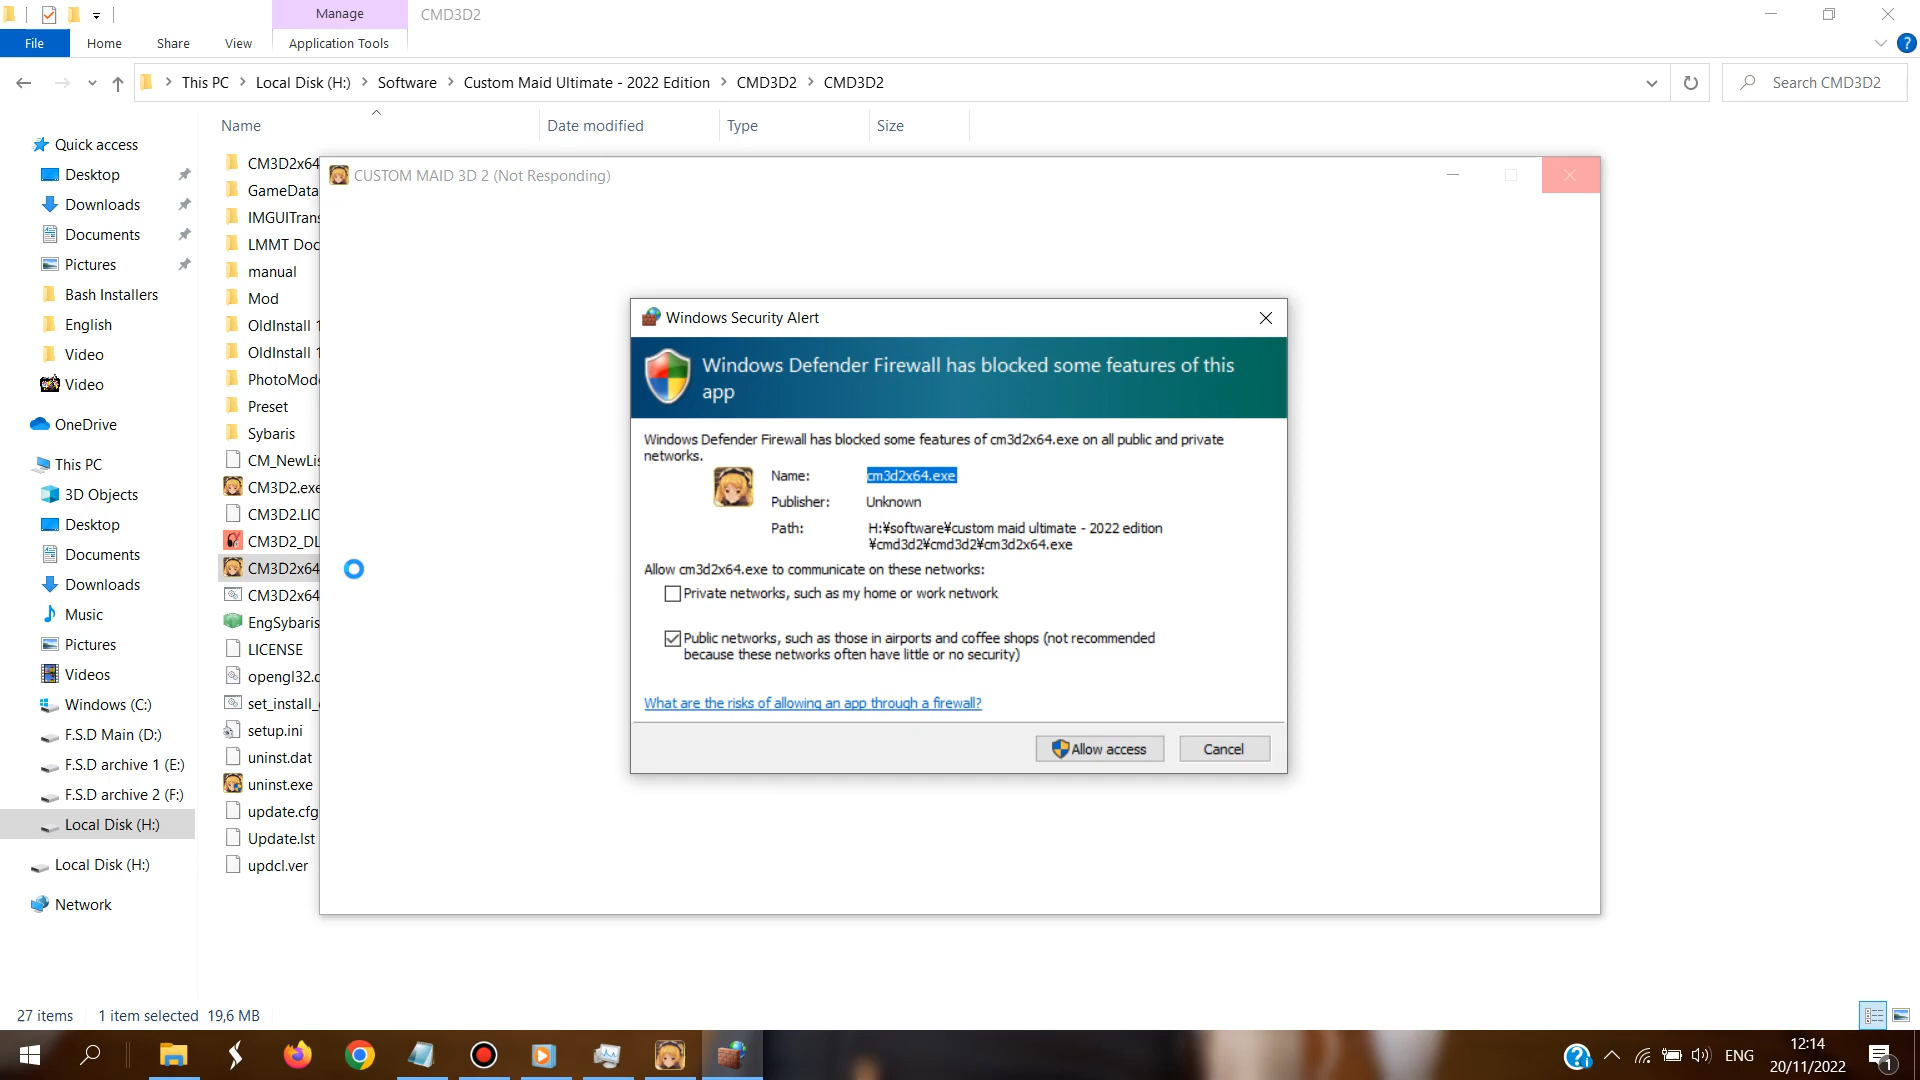 Manage
CMD3D2
File
Home
Share
View
Application Tools
This PC
Local Disk (H:)
Software
Custom Maid Ultimate - 2022 Edition
CMD3D2
CMD3D2
Search CMD3D2
Name
Date modified
Type
Size
Quick access
Desktop
Downloads
Documents
Pictures
Bash Installers
English
Video
Video
OneDrive
This PC
3D Objects
Desktop
Documents
Downloads
Music
Pictures
Videos
Windows (C:)
F.S.D Main (D:)
F.S.D archive 1 (E:)
F.S.D archive 2 (F:)
Local Disk (H:)
Local Disk (H:)
Network
CM3D2x64
GameData
IMGUITrans
LMMT Doc
manual
Mod
OldInstall 1
OldInstall 1
PhotoMod
Preset
Sybaris
CM_NewLis
CM3D2.exe
CM3D2.LIC
CM3D2_DL
CM3D2x64
CM3D2x64
EngSybaris
LICENSE
opengl32.d
set_install_
setup.ini
uninst.dat
uninst.exe
update.cfg
Update.lst
updcl.ver
CUSTOM MAID 3D 2 (Not Responding)
Windows Security Alert
Windows Defender Firewall has blocked some features of this
app
Windows Defender Firewall has blocked some features of cm3d2x64.exe on all public and private
networks.
Name: cm3d2x64.exe
Publisher: Unknown
Path: H:¥software¥custom maid ultimate - 2022 edition
¥cmd3d2¥cmd3d2¥cm3d2x64.exe
Allow cm3d2x64.exe to communicate on these networks:
Private networks, such as my home or work network
Public networks, such as those in airports and coffee shops (not recommended
because these networks often have little or no security)
What are the risks of allowing an app through a firewall?
Allow access
Cancel
27 items
1 item selected 19,6 MB
ENG
12:14
20/11/2022
1